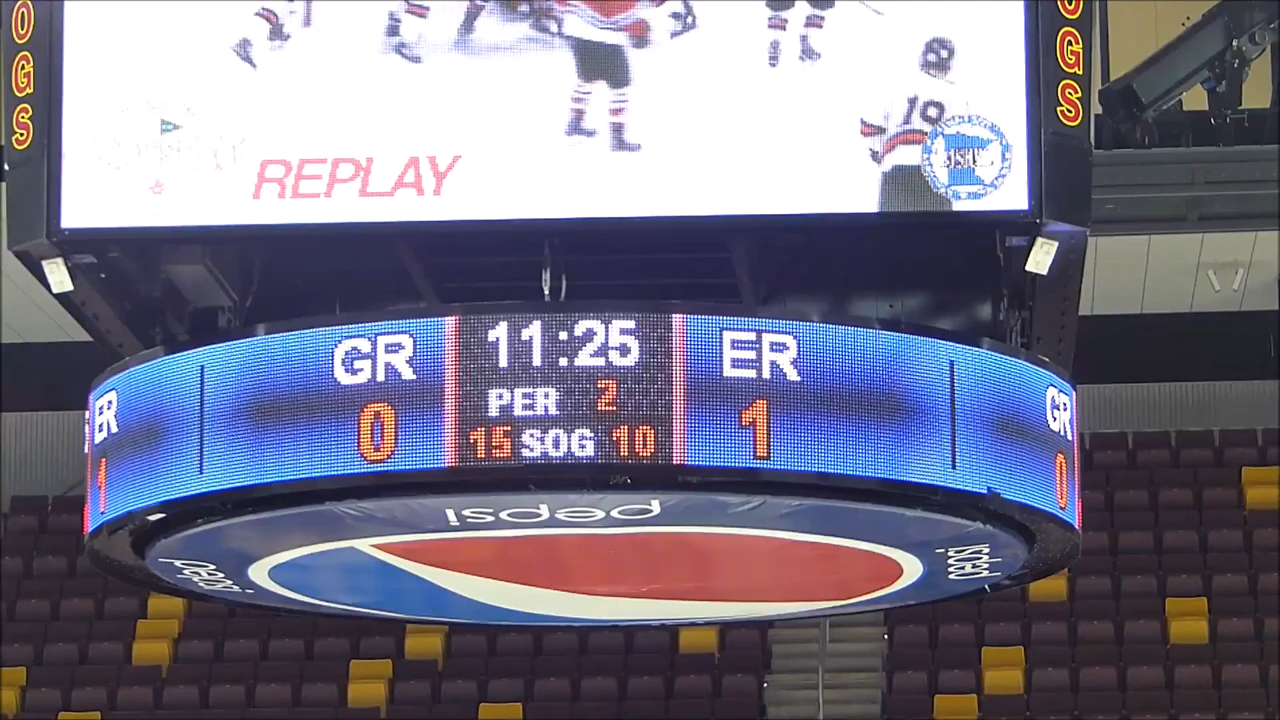 OGS
OGS
19
REPLAY
GR 11:25 ER
PER 2
0 15 SOG 10 1
ER
1
GR
0
pepsi
pepsi
pepsi